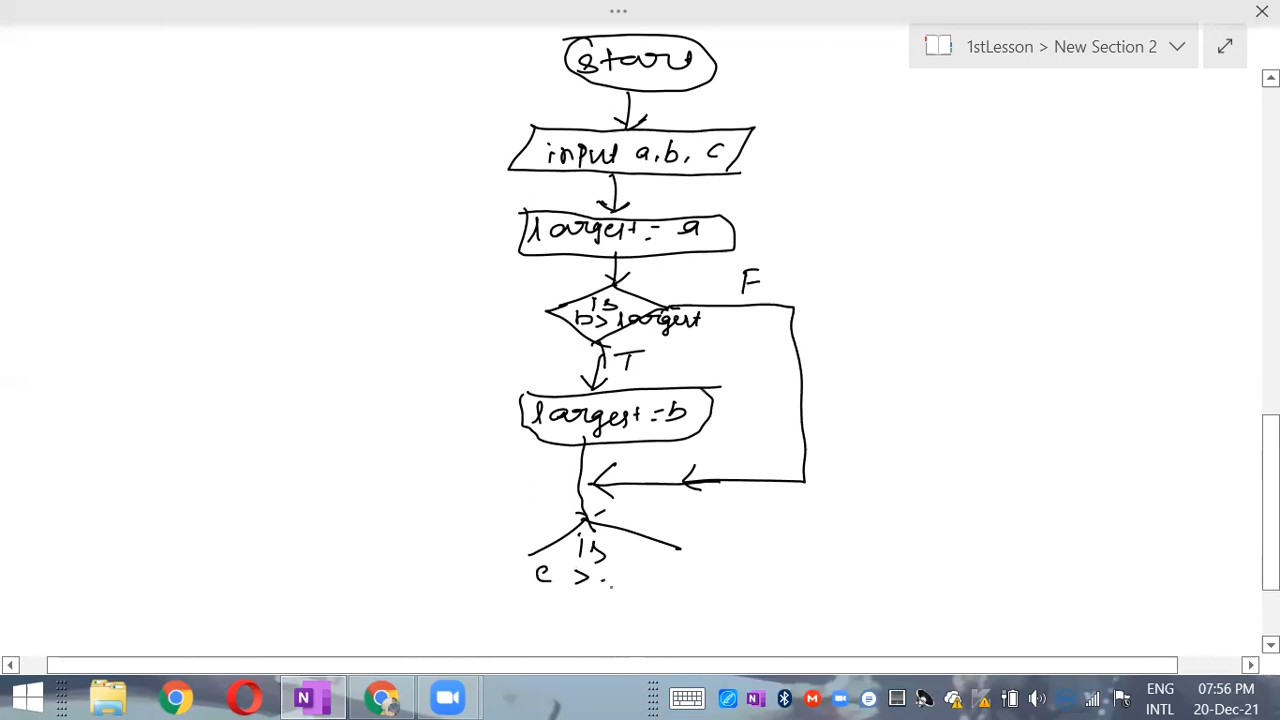 1stLesson > New Section 2
start
input a, b, c
largest = a
is
b > largest
F
T
largest = b
is
c >
ENG
INTL
07:56 PM
20-Dec-21